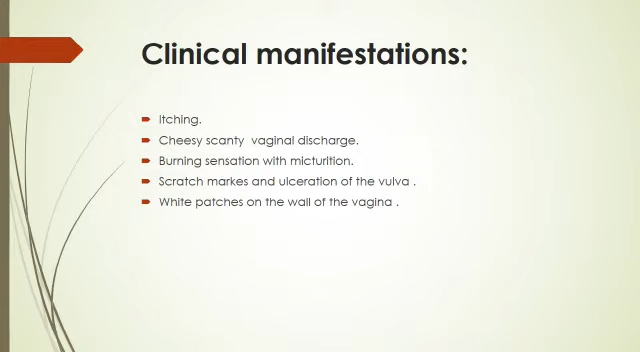 Clinical manifestations:
Itching.
Cheesy scanty  vaginal discharge.
Burning sensation with micturition.
Scratch markes and ulceration of the vulva .
White patches on the wall of the vagina .